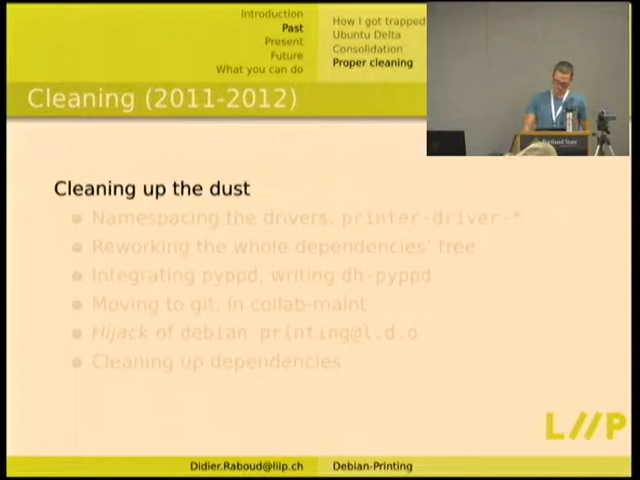 Introduction
Past
Present
Future
What you can do
How I got trapped
Ubuntu Delta
Consolidation
Proper cleaning
Cleaning (2011-2012)
Portland State
Cleaning up the dust
Namespacing the drivers, printer-driver-*
Reworking the whole dependencies' tree
Integrating pyppd, writing dh-pyppd
Moving to git, in collab-maint
Hijack of debian printing@l.d.o
Cleaning up dependencies
L//P
Didier.Raboud@liip.ch
Debian-Printing